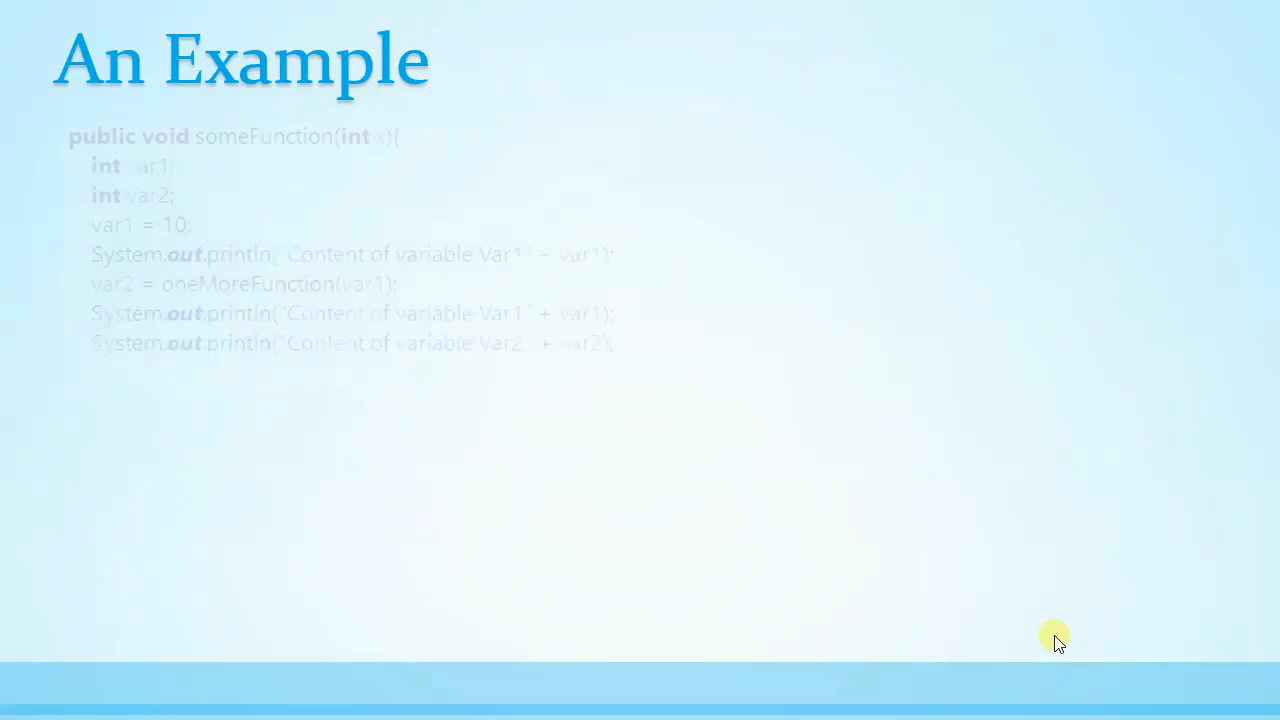 An Example
public void someFunction(int x){
int var1;
int var2;
var1 = 10;
System.out.println("Content of variable Var1" + var1);
var2 = oneMoreFunction(var1);
System.out.println("Content of variable Var1" + var1);
System.out.println("Content of variable Var2" + var2);